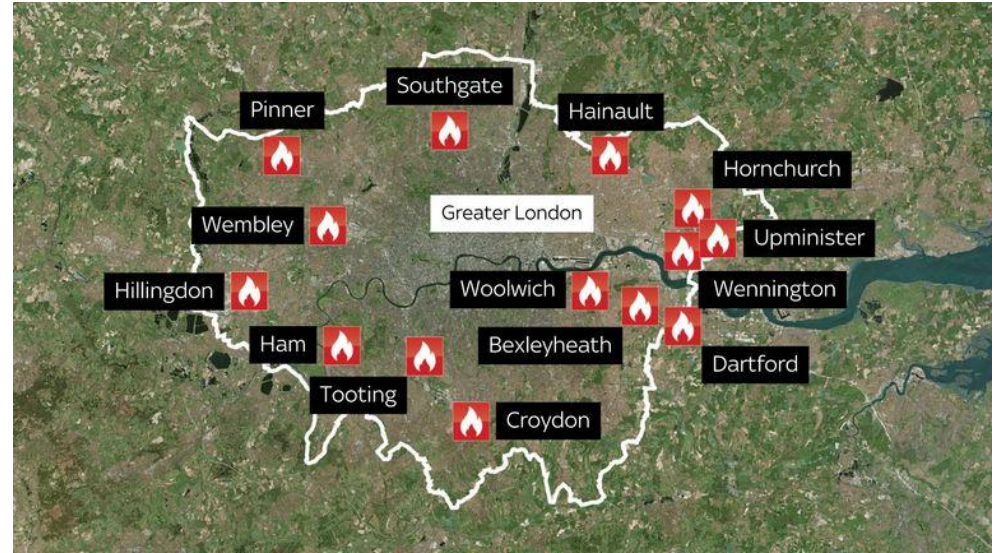 Southgate
Pinner
Hainault
Hornchurch
Greater London
Wembley
Upminister
Hillingdon
Woolwich
Wennington
Ham
Bexleyheath
Dartford
Tooting
Croydon